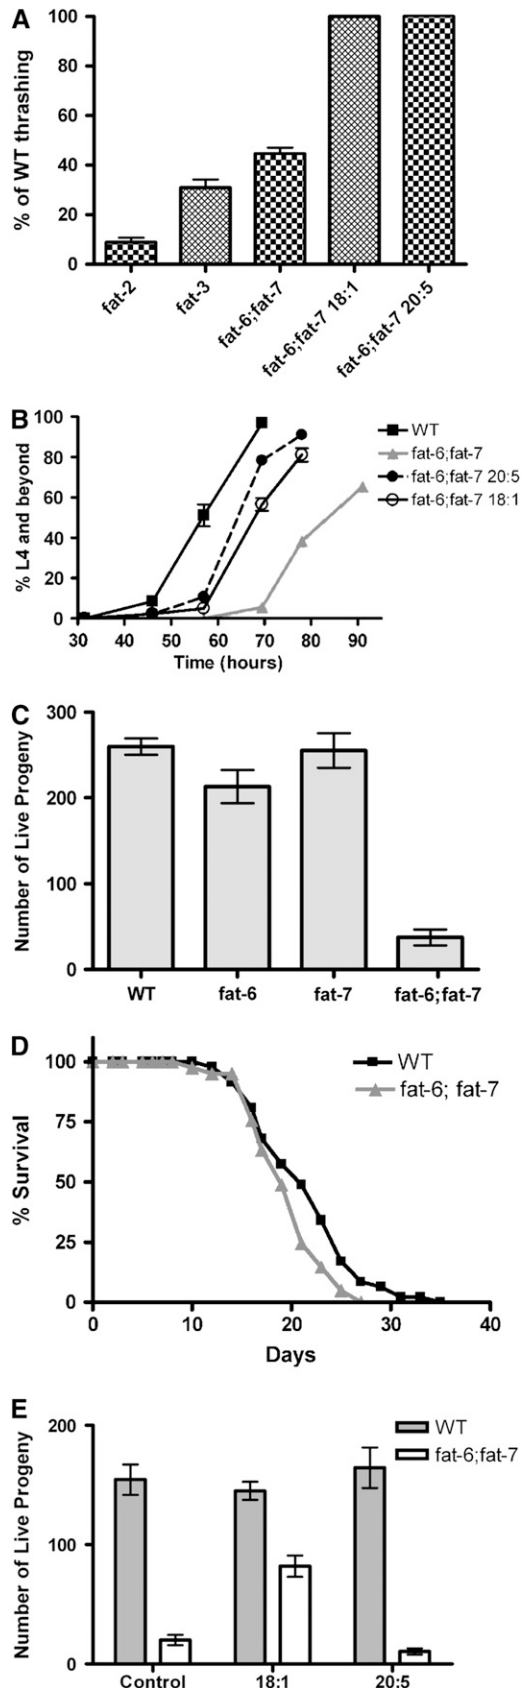 A
% of WT thrashing
100
80
60
40
20
0
fat-2
fat-3
fat-6;fat-7
fat-6;fat-7 18:1
fat-6;fat-7 20:5
B
% L4 and beyond
100
80
60
40
20
0
30 40 50 60 70 80 90
Time (hours)
WT
fat-6;fat-7
fat-6;fat-7 20:5
fat-6;fat-7 18:1
C
Number of Live Progeny
300
200
100
0
WT fat-6 fat-7 fat-6;fat-7
D
% Survival
100
75
50
25
0
0 10 20 30 40
Days
WT
fat-6; fat-7
E
Number of Live Progeny
200
100
0
Control 18:1 20:5
WT
fat-6;fat-7